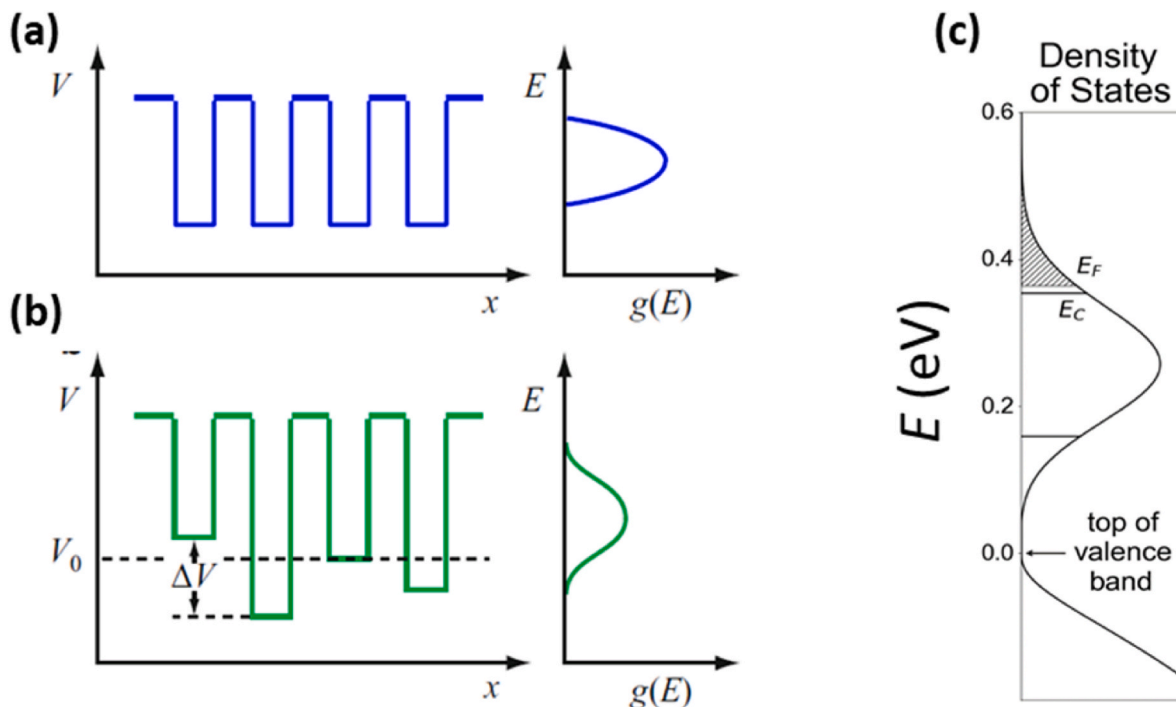 (a)
V
x
E
g(E)
(b)
V
V0
ΔV
x
E
g(E)
(c)
Density
of States
E (eV)
0.6
0.4
EF
EC
0.2
0.0
top of
valence
band